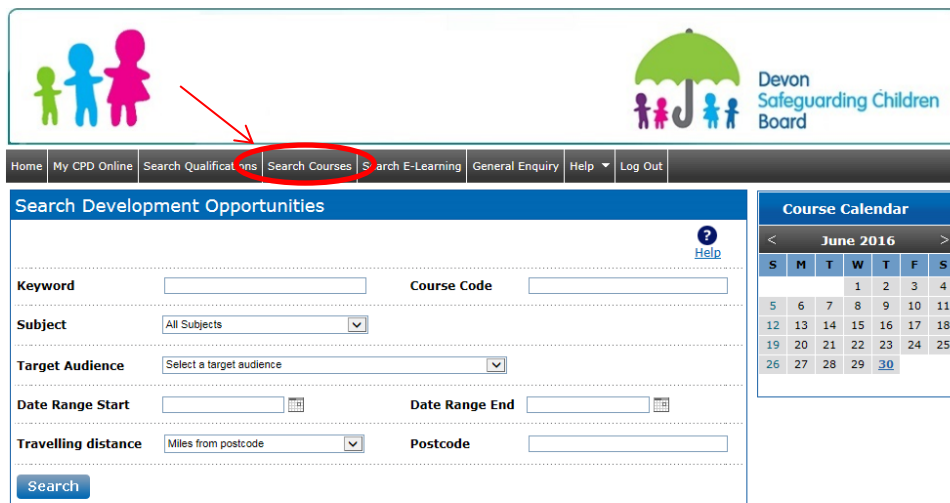 Devon
Safeguarding Children
Board
Home My CPD Online Search Qualifications Search Courses Search E-Learning General Enquiry Help Log Out
Search Development Opportunities
Help
Keyword Course Code
Subject All Subjects
Target Audience Select a target audience
Date Range Start Date Range End
Travelling distance Miles from postcode Postcode
Search
Course Calendar
< June 2016 >
S M T W T F S
1 2 3 4
5 6 7 8 9 10 11
12 13 14 15 16 17 18
19 20 21 22 23 24 25
26 27 28 29 30